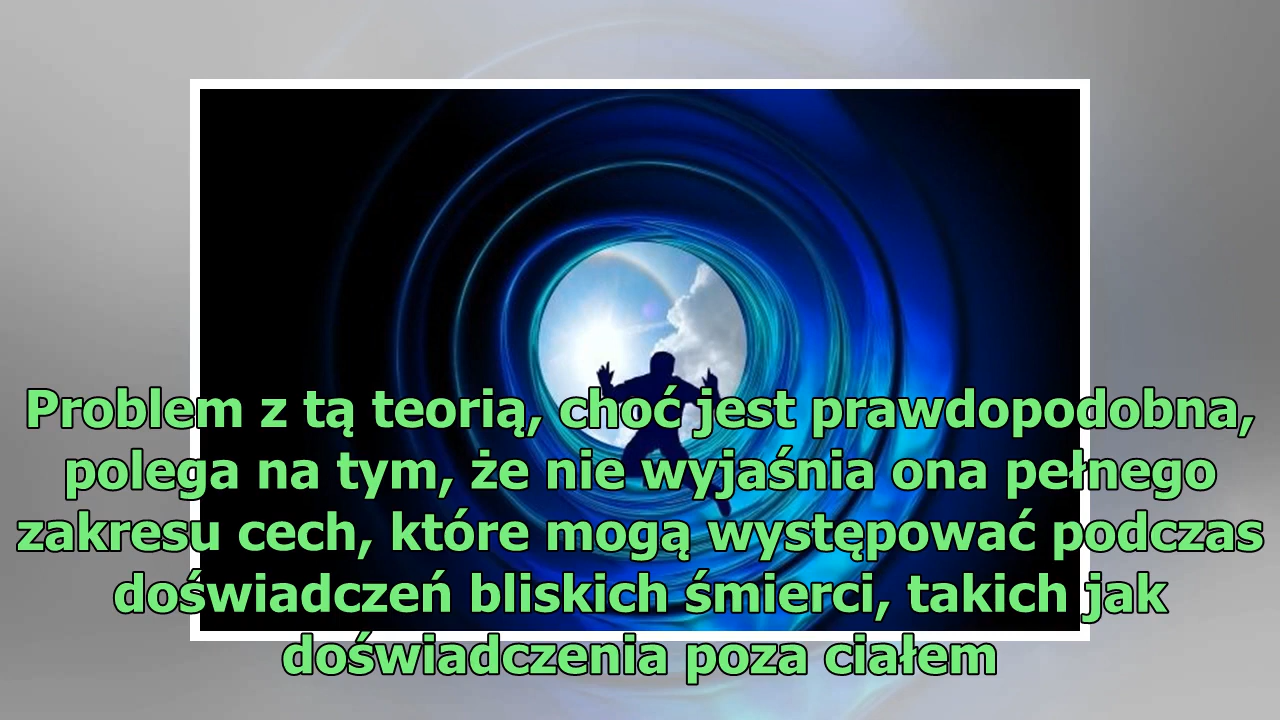 Problem z tą teorią, choć jest prawdopodobna,
polega na tym, że nie wyjaśnia ona pełnego
zakresu cech, które mogą występować podczas
doświadczeń bliskich śmierci, takich jak
doświadczenia poza ciałem